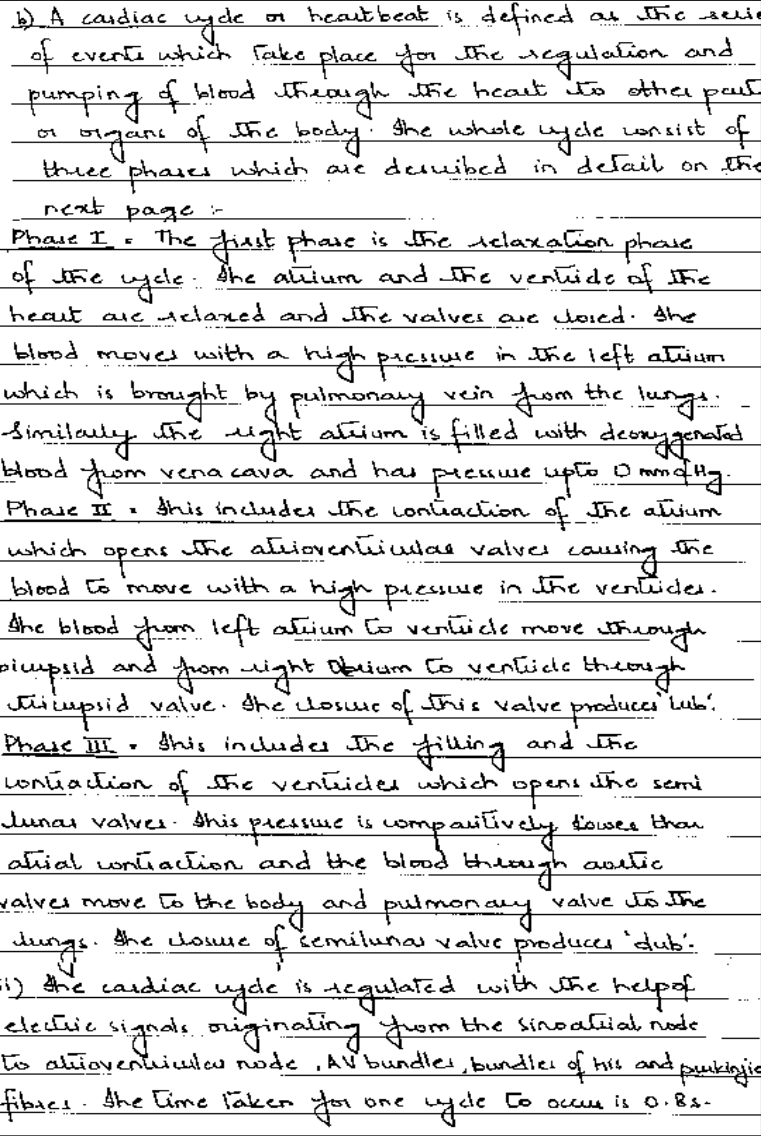 b) A cardiac cycle or heartbeat is defined as the serie
of events which take place for the regulation and
pumping of blood through the heart to other part
or organs of the body. The whole cycle consist of
three phases which are described in detail on the
next page :-
Phase I - The first phase is the relaxation phase
of the cycle. The atrium and the ventricle of the
heart are relaxed and the valves are closed. The
blood moves with a high pressure in the left atrium
which is brought by pulmonary vein from the lungs.
Similarly the right atrium is filled with deoxygenated
blood from vena cava and has pressure upto 0 mm of Hg.
Phase II - This includes the contraction of the atrium
which opens the atrioventricular valves causing the
blood to move with a high pressure in the ventricles.
The blood from left atrium to ventricle move through
bicupsid and from right atrium to ventricle through
tricupsid valve. The closure of this valve produces 'lub'.
Phase III - This includes the filling and the
contraction of the ventricles which opens the semi
lunar valves. This pressure is comparitively lower than
atrial contraction and the blood through aortic
valves move to the body and pulmonary valve to the
lungs. The closure of semilunar valve produces 'dub'.
ii) The cardiac cycle is regulated with the help of
electric signals originating from the sinoatrial node
to atrioventricular node, AV bundles, bundles of his and purkinjie
fibres. The time taken for one cycle to occur is 0.8s.